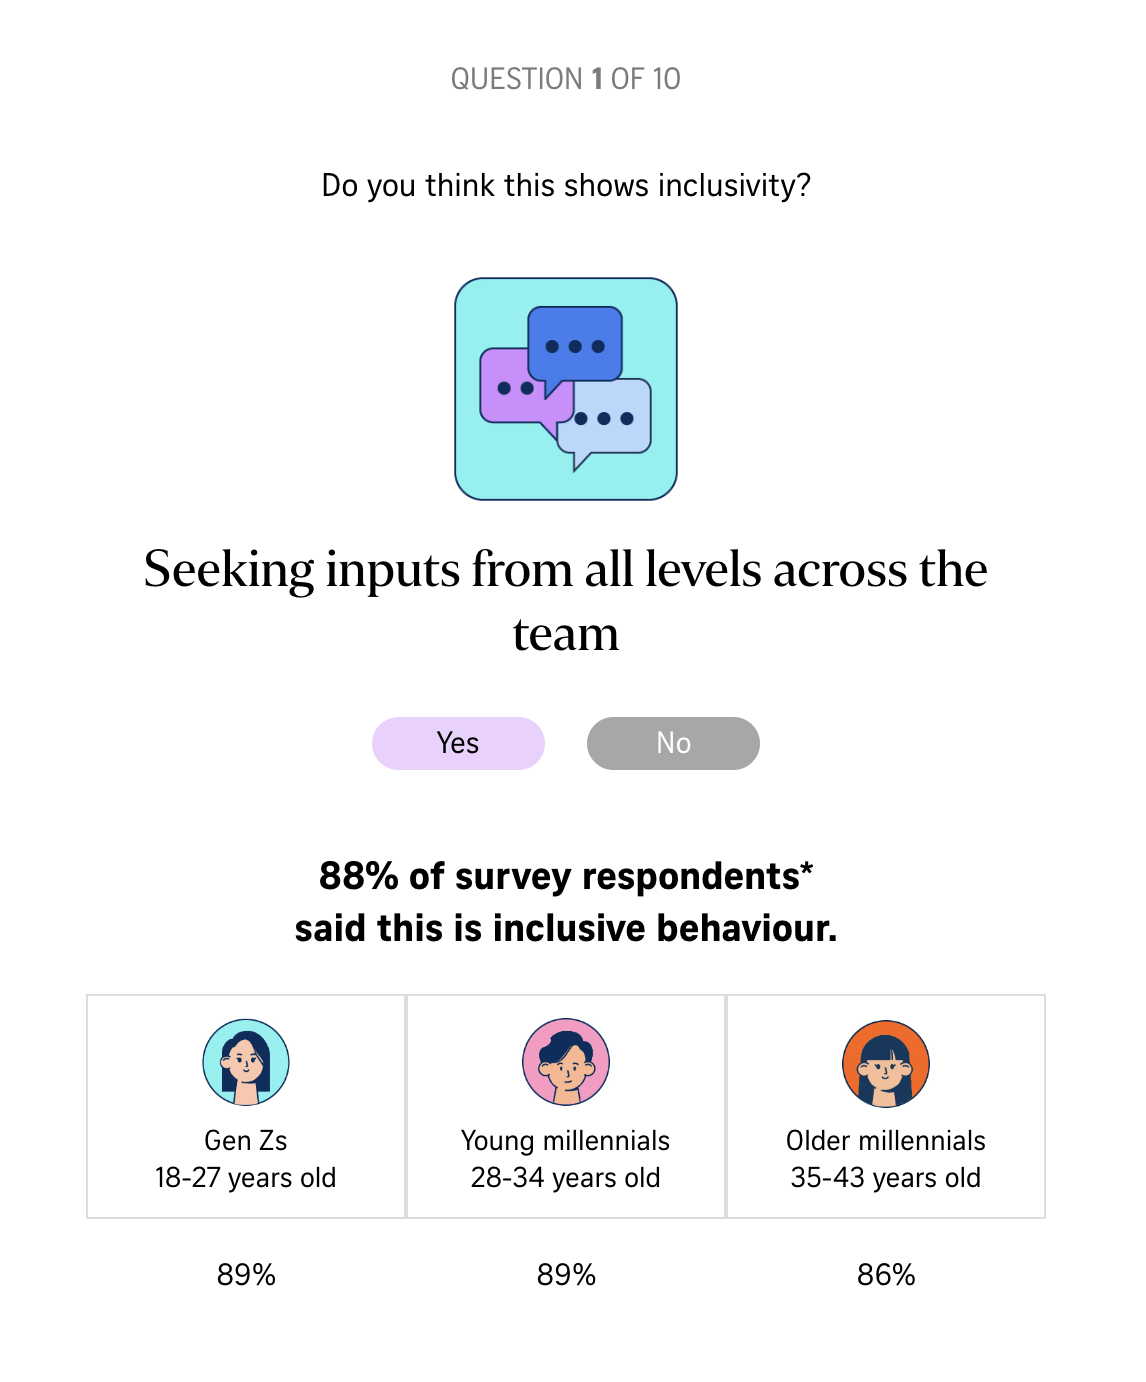 QUESTION 1 OF 10
Do you think this shows inclusivity?
Seeking inputs from all levels across the
team
Yes
No
88% of survey respondents*
said this is inclusive behaviour.
Gen Zs
18-27 years old
Young millennials
28-34 years old
Older millennials
35-43 years old
89%
89%
86%